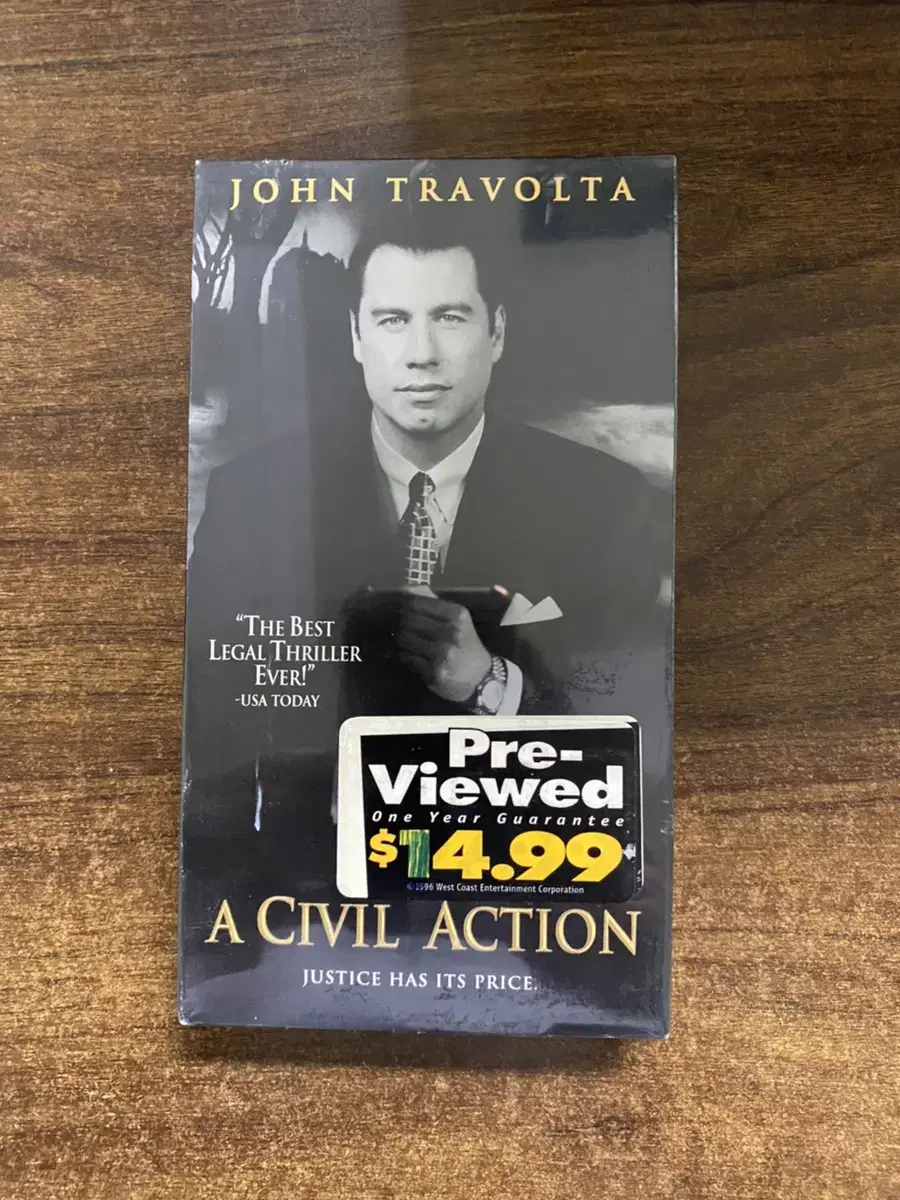 JOHN TRAVOLTA
“THE BEST
LEGAL THRILLER
EVER!”
-USA TODAY
Pre-
Viewed
One Year Guarantee
$14.99
©1996 West Coast Entertainment Corporation
A CIVIL ACTION
JUSTICE HAS ITS PRICE.